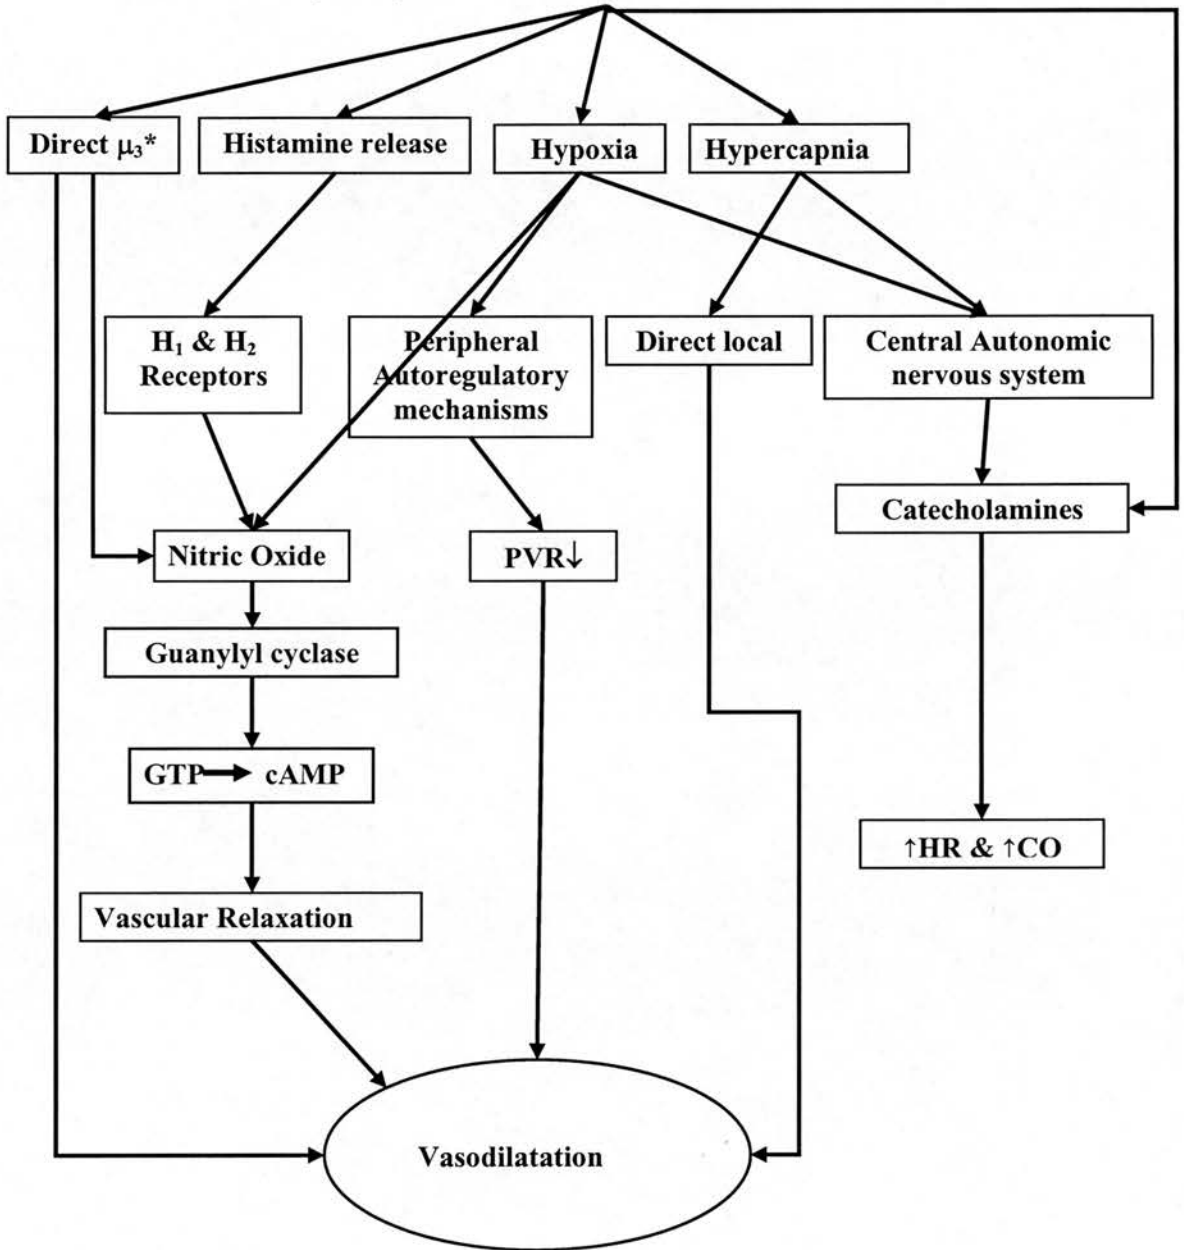 Direct μ₃*
Histamine release
Hypoxia
Hypercapnia
H₁ & H₂
Receptors
Peripheral
Autoregulatory
mechanisms
Direct local
Central Autonomic
nervous system
Catecholamines
Nitric Oxide
PVR↓
Guanylyl cyclase
GTP → cAMP
↑HR & ↑CO
Vascular Relaxation
Vasodilatation